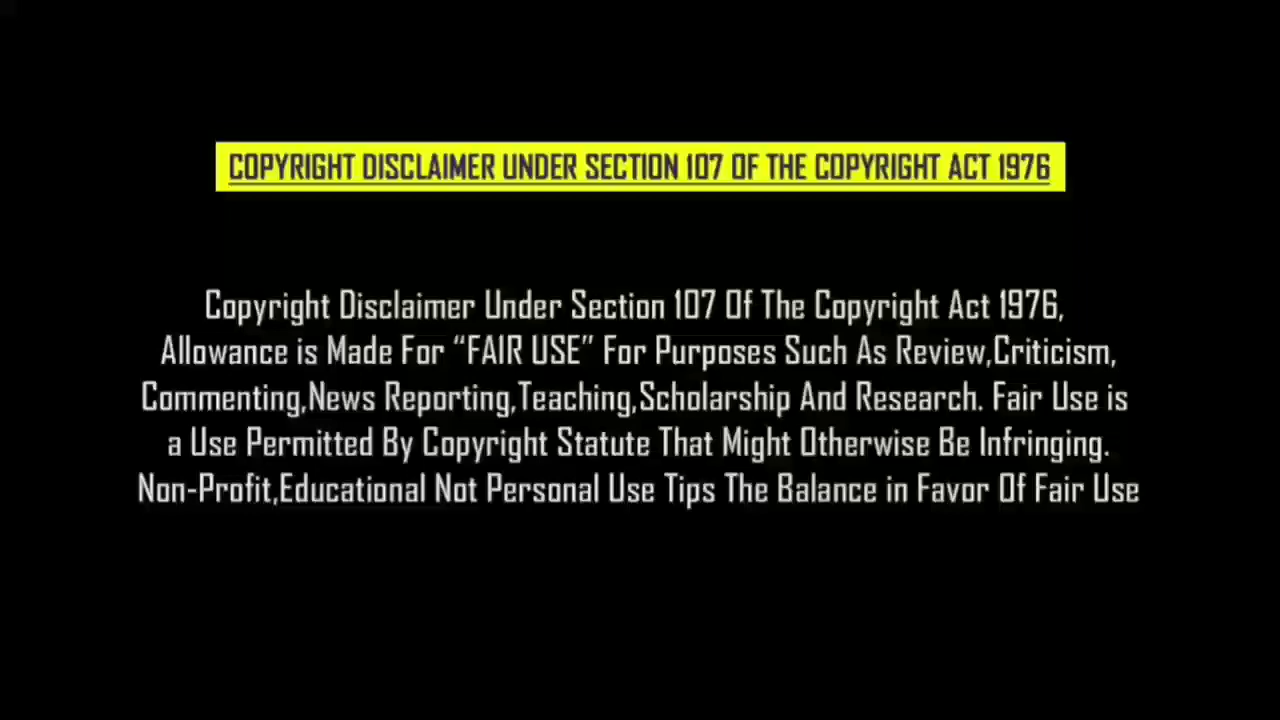 COPYRIGHT DISCLAIMER UNDER SECTION 107 OF THE COPYRIGHT ACT 1976
Copyright Disclaimer Under Section 107 Of The Copyright Act 1976,
Allowance is Made For “FAIR USE” For Purposes Such As Review,Criticism,
Commenting,News Reporting,Teaching,Scholarship And Research. Fair Use is
a Use Permitted By Copyright Statute That Might Otherwise Be Infringing.
Non-Profit,Educational Not Personal Use Tips The Balance in Favor Of Fair Use